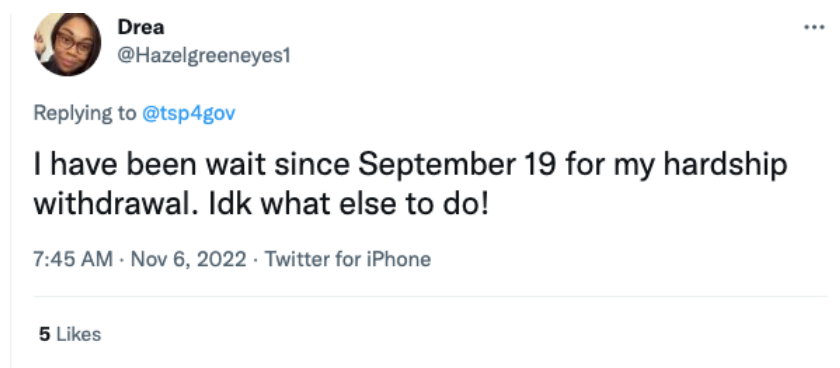 Drea
@Hazelgreeneyes1
Replying to @tsp4gov
I have been wait since September 19 for my hardship
withdrawal. Idk what else to do!
7:45 AM · Nov 6, 2022 · Twitter for iPhone
5 Likes